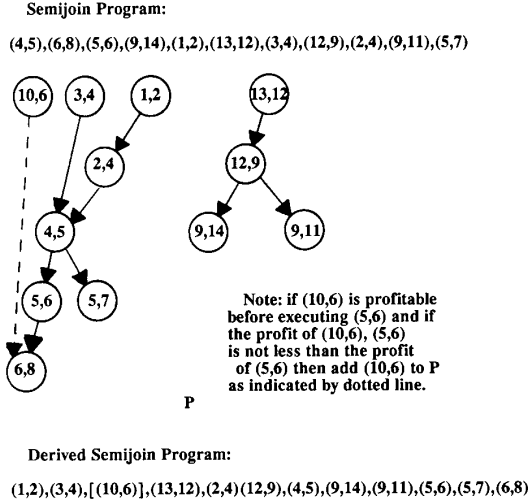 Semijoin Program:
(4,5),(6,8),(5,6),(9,14),(1,2),(13,12),(3,4),(12,9),(2,4),(9,11),(5,7)
10,6 3,4 1,2 13,12
2,4 12,9
4,5 9,14 9,11
5,6 5,7
6,8
Note: if (10,6) is profitable
before executing (5,6) and if
the profit of (10,6), (5,6)
is not less than the profit
of (5,6) then add (10,6) to P
as indicated by dotted line.
P
Derived Semijoin Program:
(1,2),(3,4),[(10,6)],(13,12),(2,4)(12,9),(4,5),(9,14),(9,11),(5,6),(5,7),(6,8)